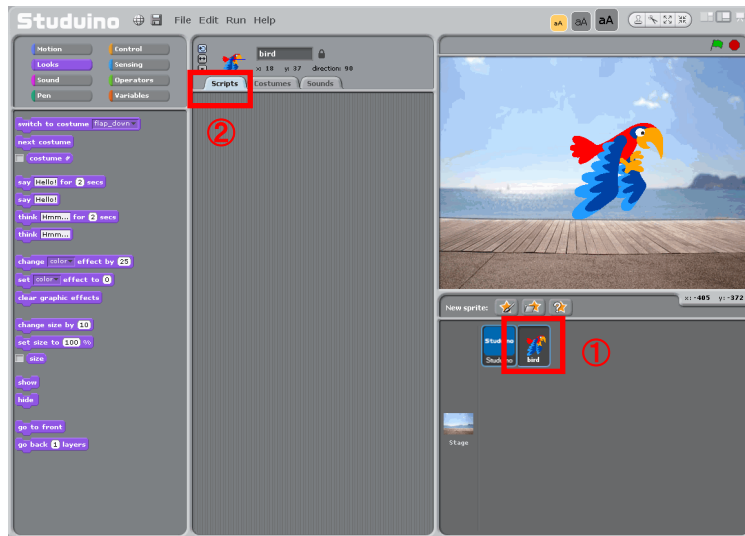 Studuino File Edit Run Help
aA aA aA
Motion Control
Looks Sensing
Sound Operators
Pen Variables
bird
x: 18 y: 37 direction: 90
Scripts Costumes Sounds
②
switch to costume flap_down
next costume
costume #
say Hello! for 2 secs
say Hello!
think Hmm... for 2 secs
think Hmm...
change color effect by 25
set color effect to 0
clear graphic effects
change size by 10
set size to 100 %
size
show
hide
go to front
go back 1 layers
x: -405 y: -372
New sprite:
Studuino
Studuino bird
①
Stage